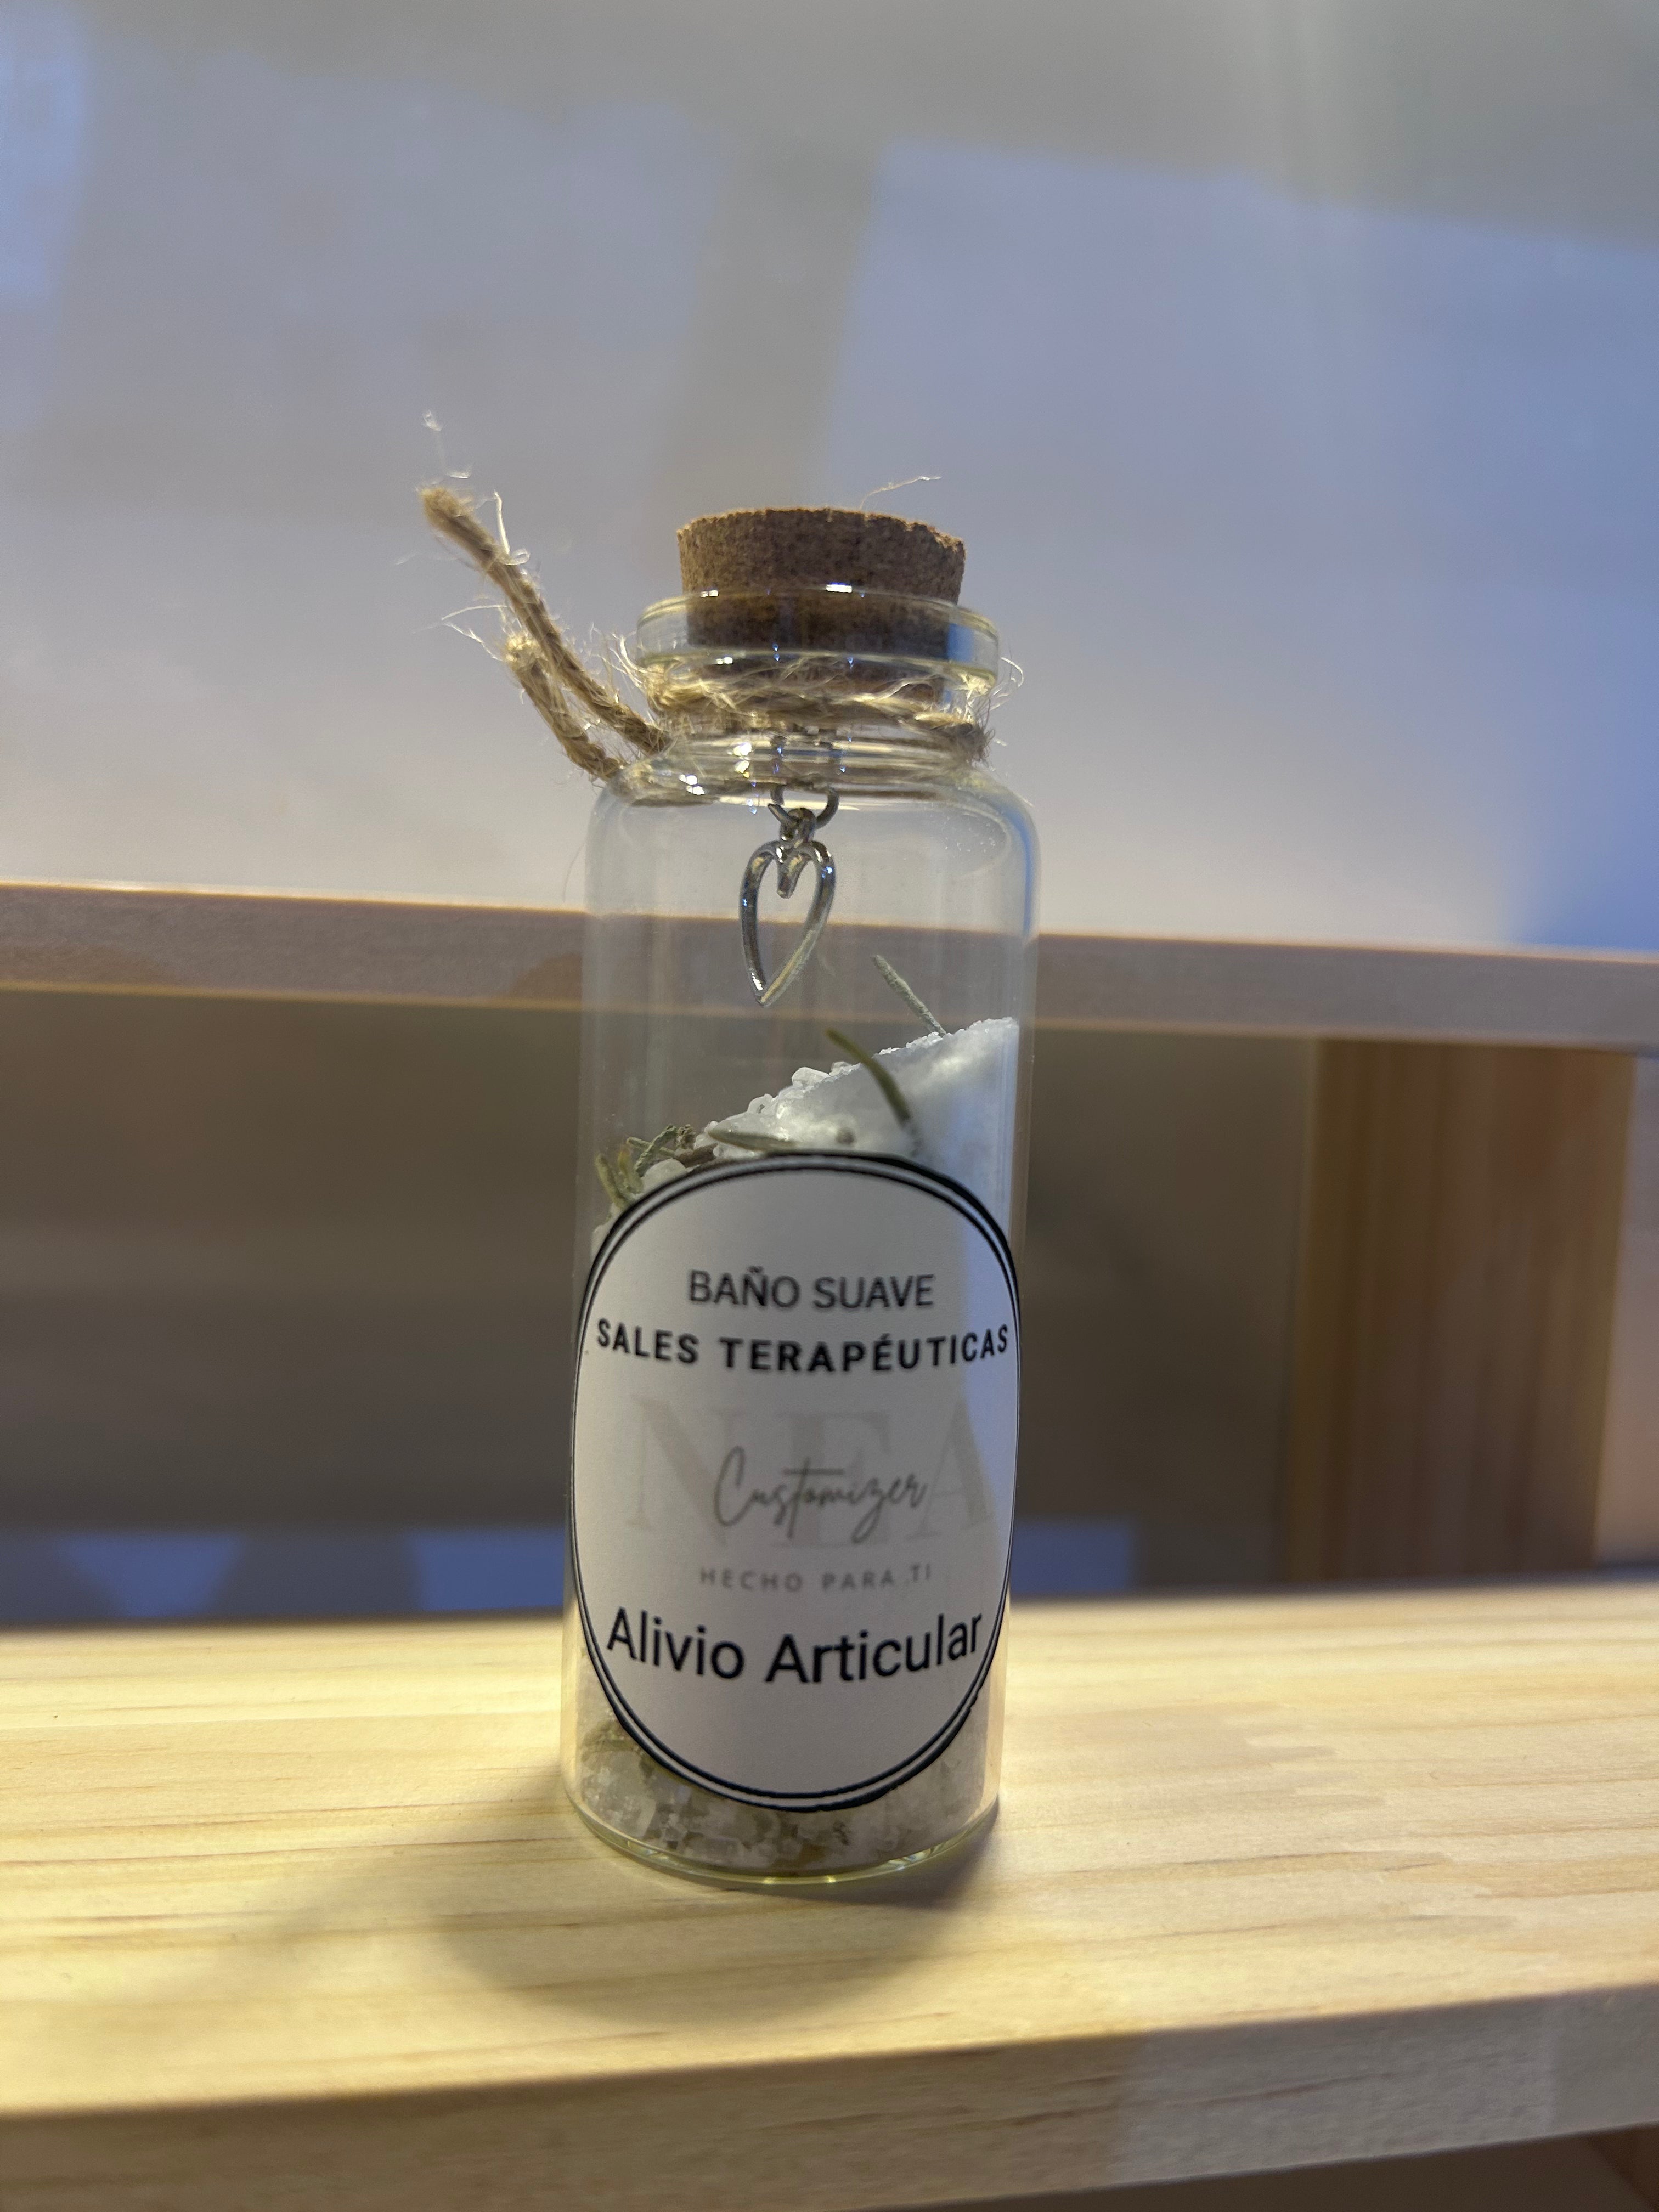 BAÑO SUAVE
SALES TERAPÉUTICAS
NEA
Customizer
HECHO PARA TI
Alivio Articular